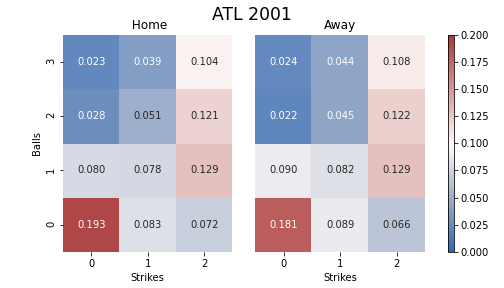 ATL 2001
Home Away
3 0.023 0.039 0.104 0.024 0.044 0.108
2 0.028 0.051 0.121 0.022 0.045 0.122
1 0.080 0.078 0.129 0.090 0.082 0.129
0 0.193 0.083 0.072 0.181 0.089 0.066
Balls
0 1 2 0 1 2
Strikes Strikes
0.200
0.175
0.150
0.125
0.100
0.075
0.050
0.025
0.000